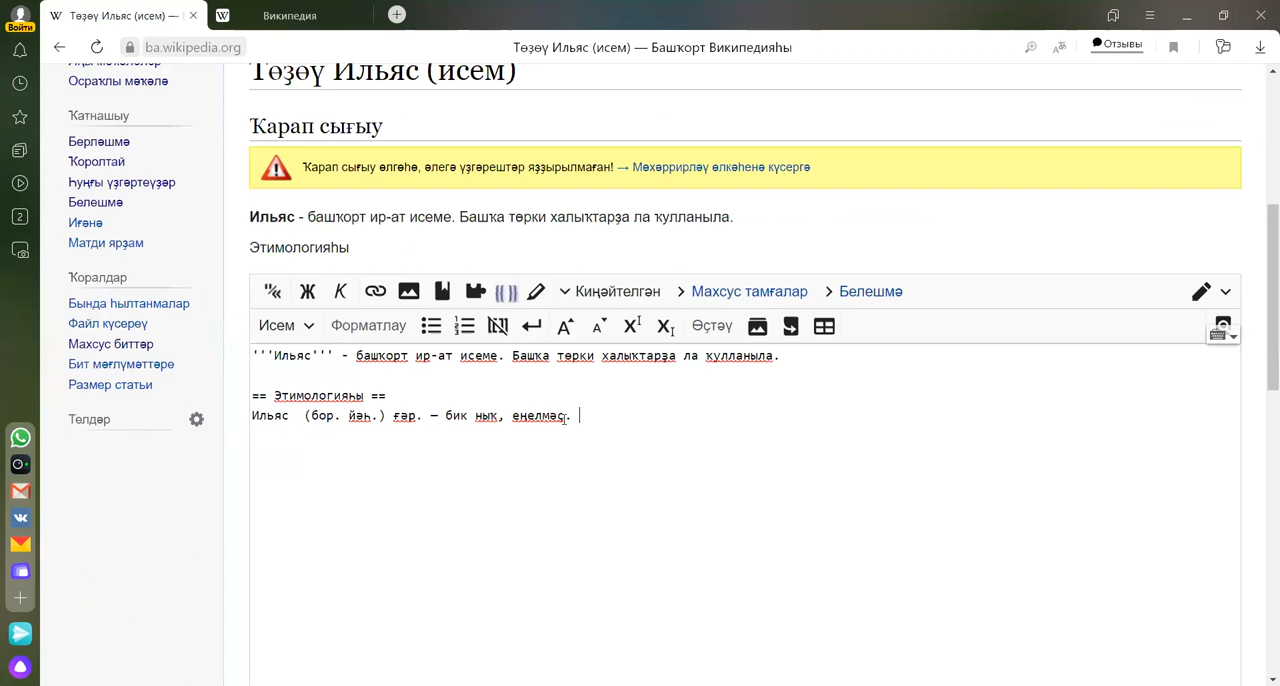 Төҙөү Ильяс (исем) —
Википедия
Войти
ba.wikipedia.org
Төҙөү Ильяс (исем) — Башҡорт Википедияһы
Отзывы
Осраҡлы мәҡәлә
Ҡатнашыу
Берләшмә
Ҡоролтай
Һуңғы үҙгәртеүҙәр
Белешмә
Иғәнә
Матди ярҙам
Ҡоралдар
Бында һылтанмалар
Файл күсереү
Махсус биттәр
Бит мәғлүмәттәре
Размер статьи
Телдәр
Төҙөү Ильяс (исем)
Ҡарап сығыу
Ҡарап сығыу өлгөһө, әлегә үҙгәрештәр яҙҙырылмаған! → Мөхәррирләү өлкәһенә күсергә
Ильяс - башҡорт ир-ат исеме. Башҡа төрки халыҡтарҙа ла ҡулланыла.
Этимологияһы
Ж К Киңәйтелгән Махсус тамғалар Белешмә
Исем Форматлау Өҫтәү
'''Ильяс''' - башҡорт ир-ат исеме. Башҡа төрки халыҡтарҙа ла ҡулланыла.
== Этимологияһы ==
Ильяс (бор. йәһ.) ғәр. — бик ныҡ, еңелмәҫ.
2